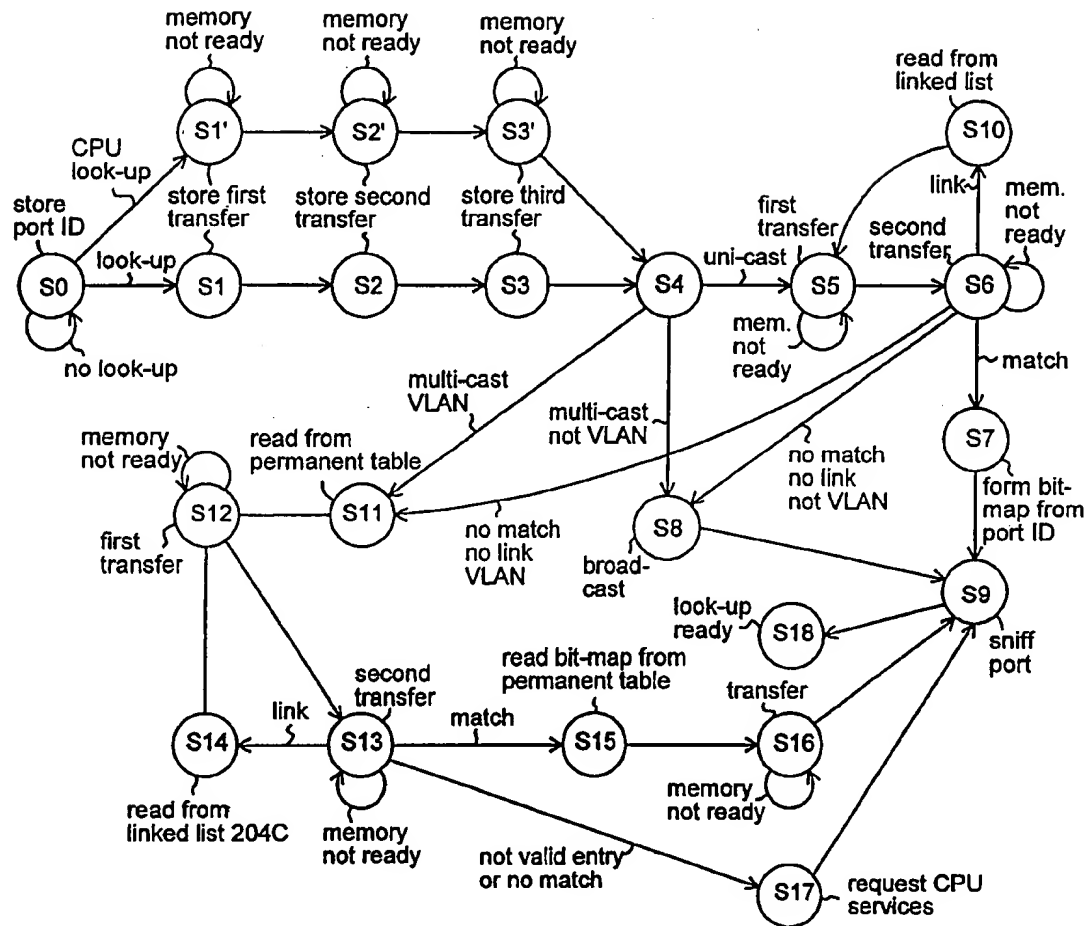 memory
not ready
memory
not ready
memory
not ready
read from
linked list
S1'
S2'
S3'
S10
CPU
look-up
store
port ID
store first
transfer
store second
transfer
store third
transfer
first
transfer
link
mem.
not
ready
second
transfer
look-up
uni-cast
S0
S1
S2
S3
S4
S5
S6
no look-up
mem.
not
ready
match
multi-cast
VLAN
multi-cast
not VLAN
memory
not ready
read from
permanent table
no match
no link
not VLAN
S7
form bit-
map from
port ID
S12
S11
S8
first
transfer
no match
no link
VLAN
broad-
cast
S9
look-up
ready
S18
sniff
port
second
transfer
read bit-map from
permanent table
transfer
link
match
S14
S13
S15
S16
read from
linked list 204C
memory
not ready
memory
not ready
not valid entry
or no match
S17
request CPU
services